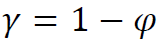 γ = 1 − φ